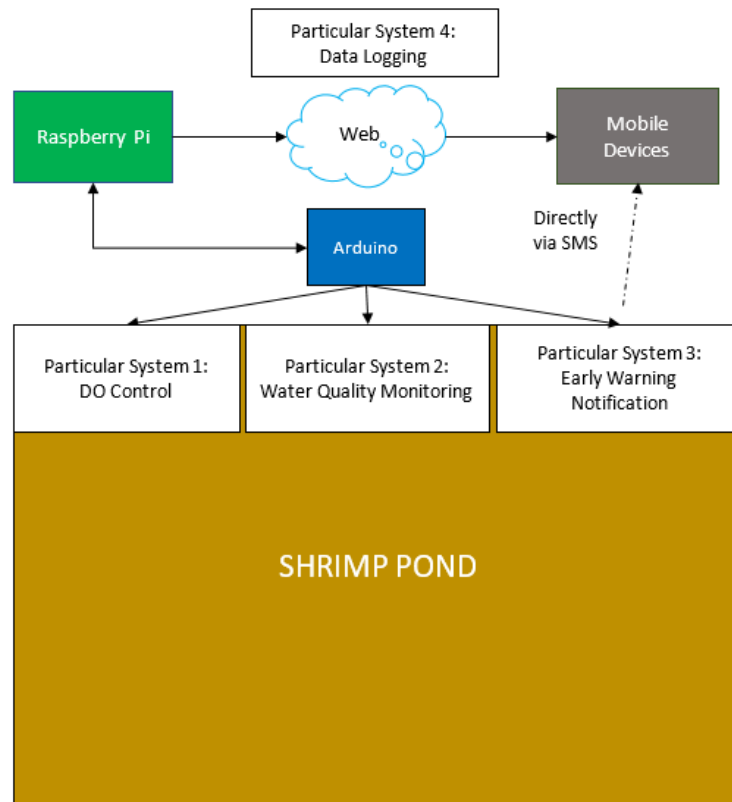 Particular System 4:
Data Logging
Raspberry Pi
Web
Mobile
Devices
Directly
via SMS
Arduino
Particular System 1:
DO Control
Particular System 2:
Water Quality Monitoring
Particular System 3:
Early Warning
Notification
SHRIMP POND